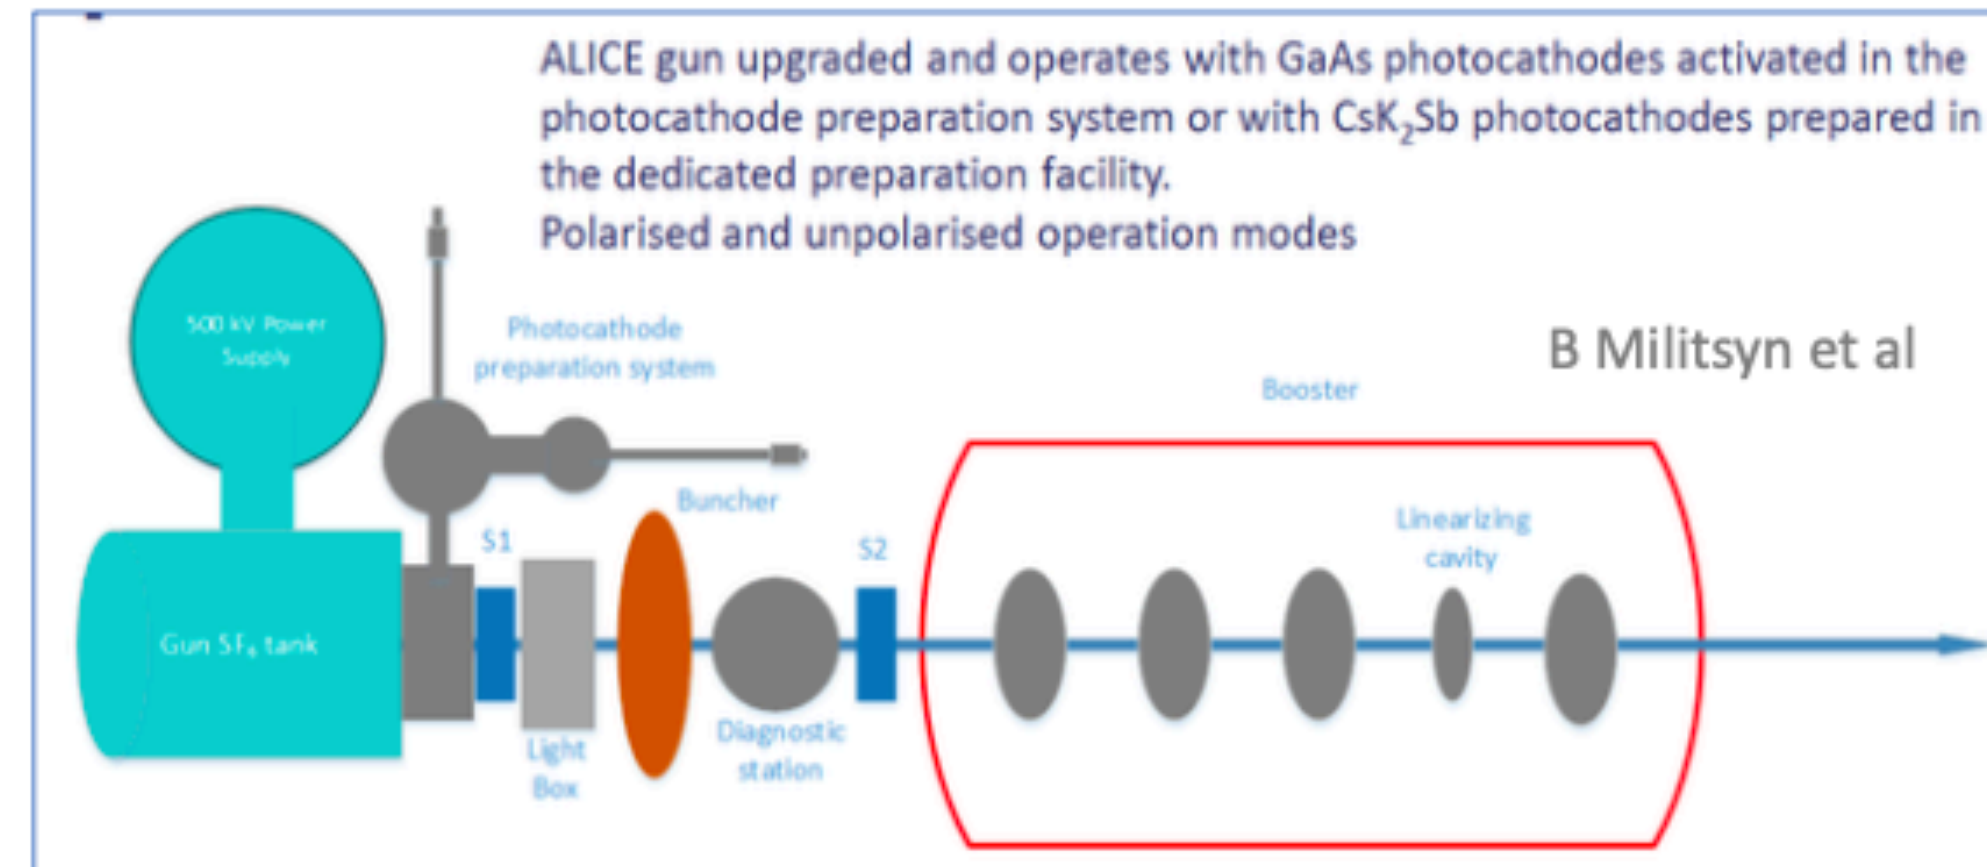 ALICE gun upgraded and operates with GaAs photocathodes activated in the
photocathode preparation system or with CsK₂Sb photocathodes prepared in
the dedicated preparation facility.
Polarised and unpolarised operation modes
500 kV Power
Supply
Photocathode
preparation system
B Militsyn et al
Booster
Buncher
Linearizing
cavity
S1
S2
Gun SF₆ tank
Diagnostic
station
Light
Box